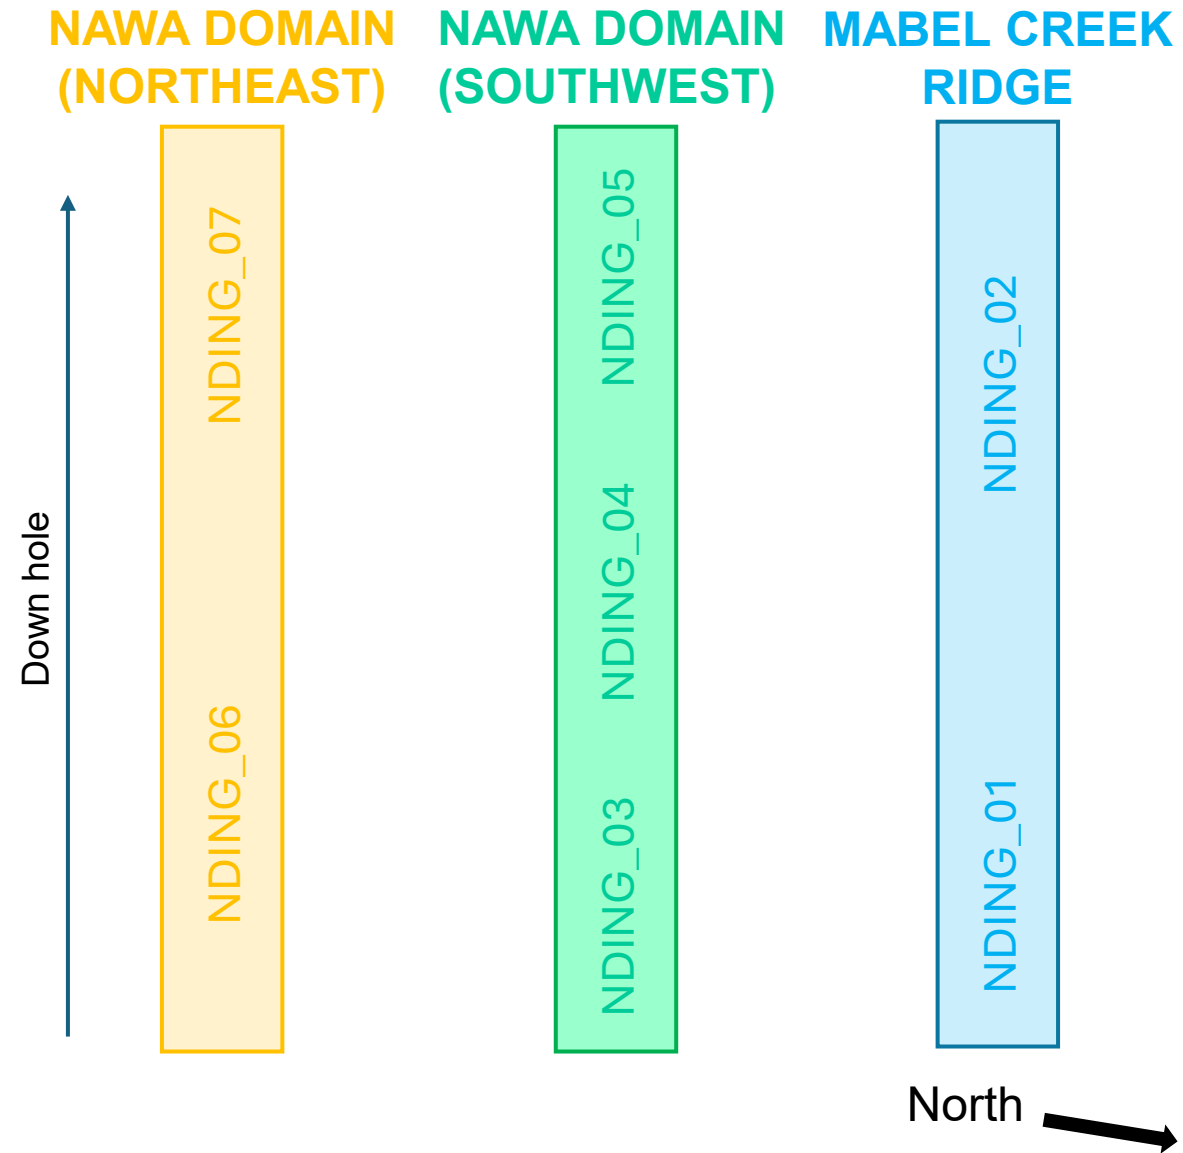 NAWA DOMAIN
(NORTHEAST)
NAWA DOMAIN
(SOUTHWEST)
MABEL CREEK
RIDGE
Down hole
NDING_07
NDING_06
NDING_05
NDING_04
NDING_03
NDING_02
NDING_01
North